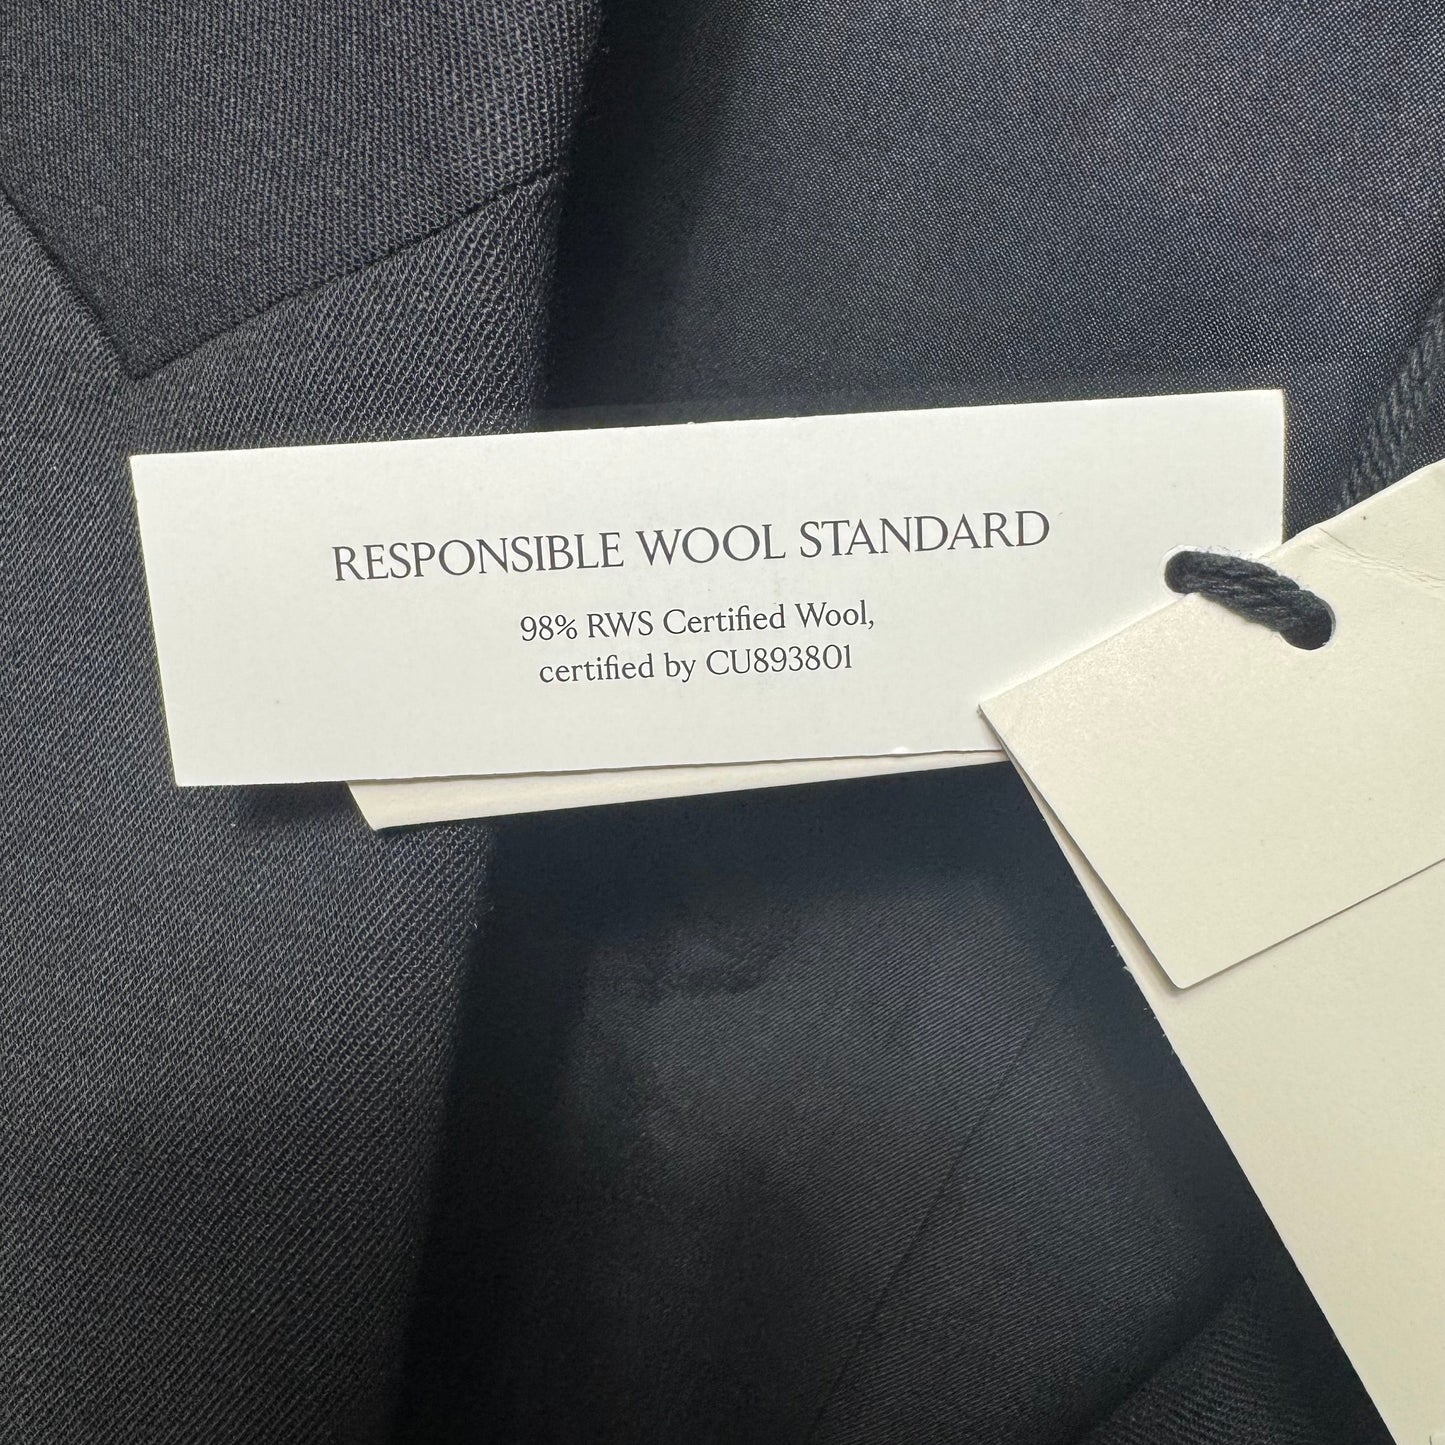 RESPONSIBLE WOOL STANDARD
98% RWS Certified Wool,
certified by CU893801